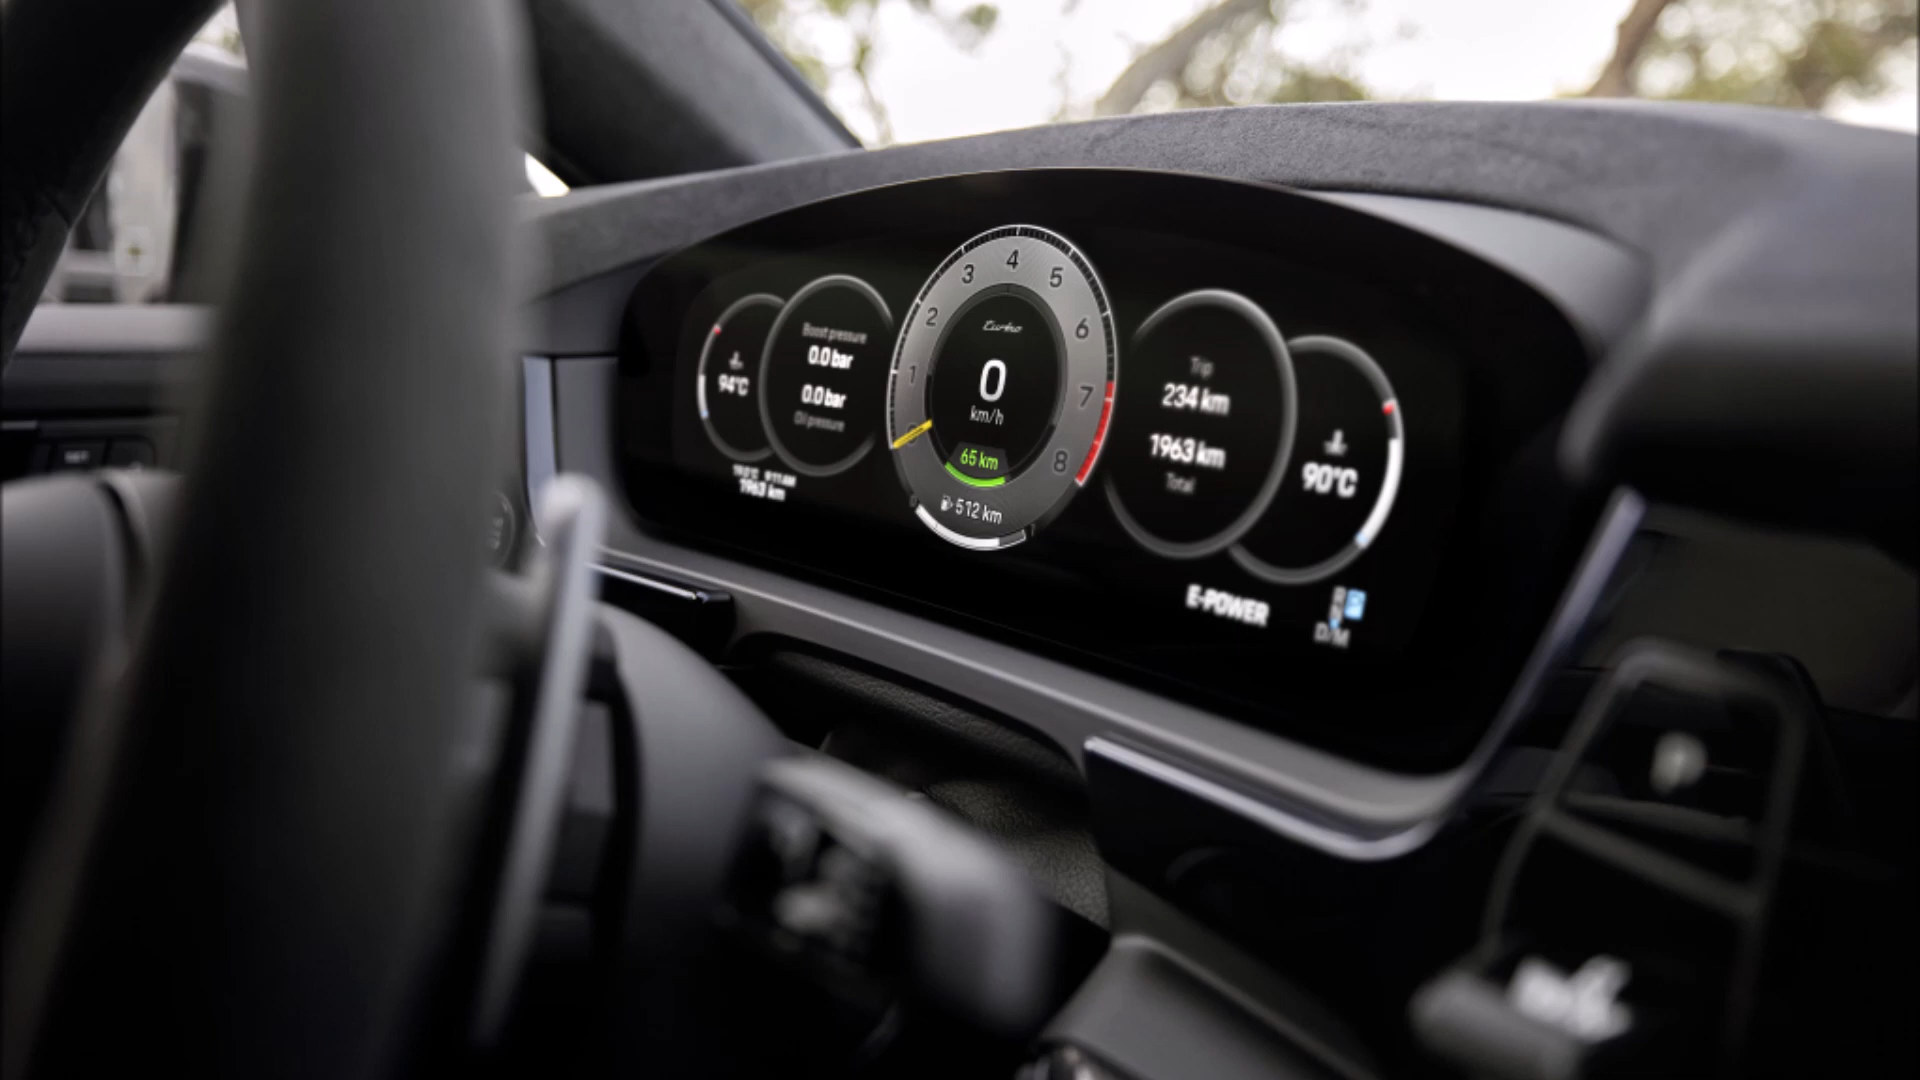 94°C
Boost pressure
0.0 bar
0.0 bar
Oil pressure
1963 km
0
1
2
3
4
5
6
7
8
turbo
0
km/h
65 km
512 km
Trip
234 km
1963 km
Total
90°C
E-POWER
D/M